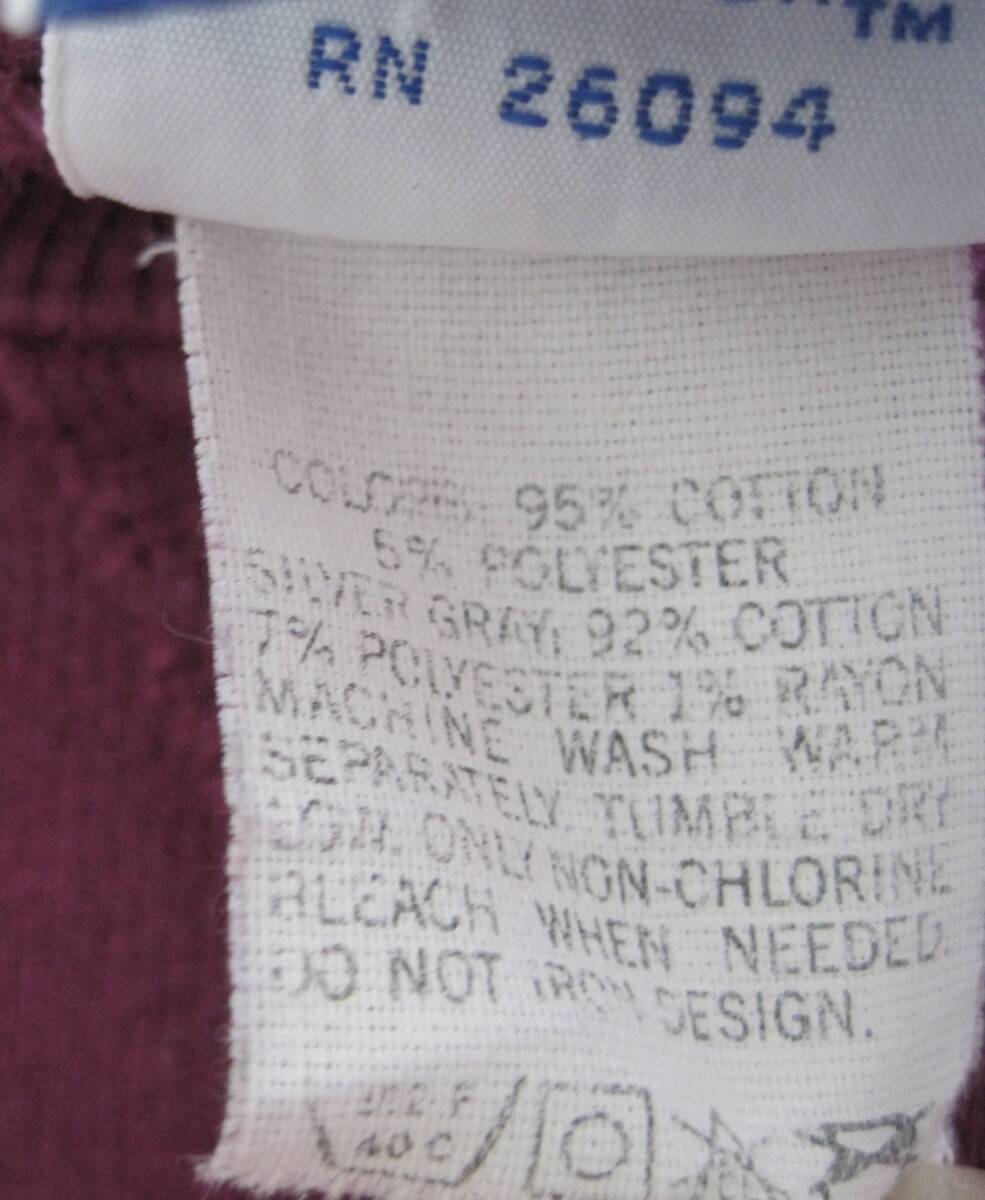 TM
RN 26094
COLORS: 95% COTTON
5% POLYESTER
SILVER GRAY: 92% COTTON
7% POLYESTER 1% RAYON
MACHINE WASH WARM
SEPARATELY TUMBLE DRY
ONLY NON-CHLORINE
BLEACH WHEN NEEDED
DO NOT IRON DESIGN.
40 C